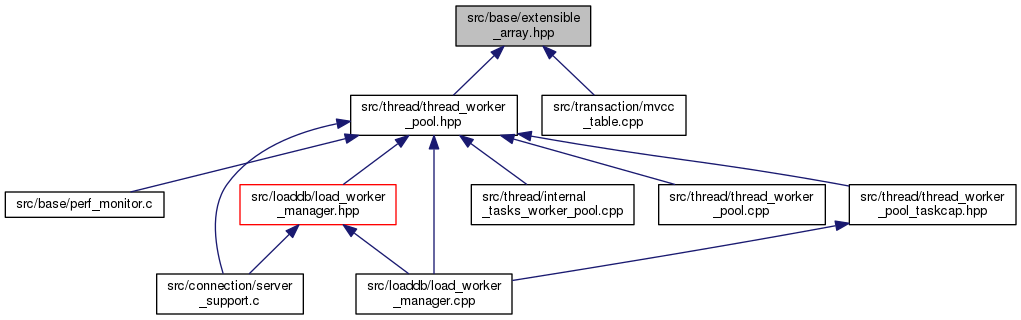 src/base/extensible
_array.hpp
src/thread/thread_worker
_pool.hpp
src/transaction/mvcc
_table.cpp
src/base/perf_monitor.c
src/loaddb/load_worker
_manager.hpp
src/thread/internal
_tasks_worker_pool.cpp
src/thread/thread_worker
_pool.cpp
src/thread/thread_worker
_pool_taskcap.hpp
src/connection/server
_support.c
src/loaddb/load_worker
_manager.cpp